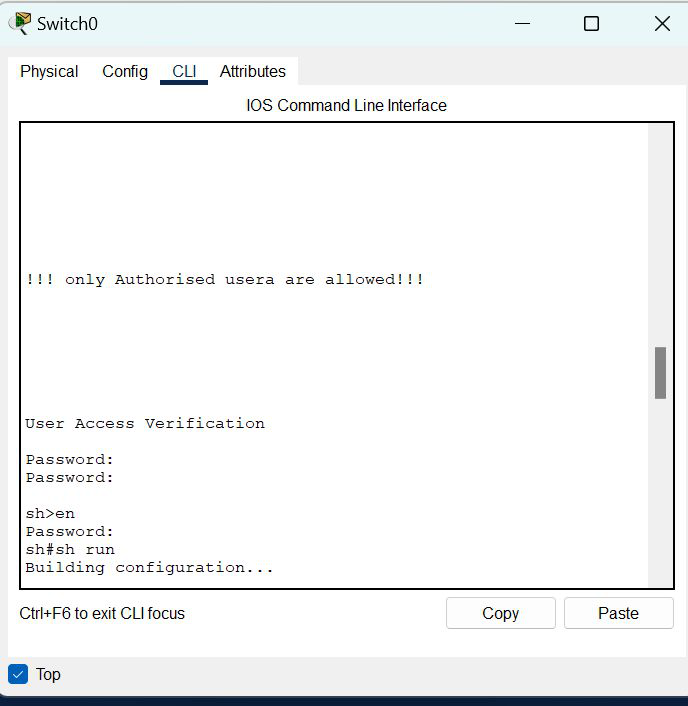 Switch0
Physical Config CLI Attributes
IOS Command Line Interface
!!! only Authorised usera are allowed!!!
User Access Verification
Password:
Password:
sh>en
Password:
sh#sh run
Building configuration...
Ctrl+F6 to exit CLI focus
Copy
Paste
Top